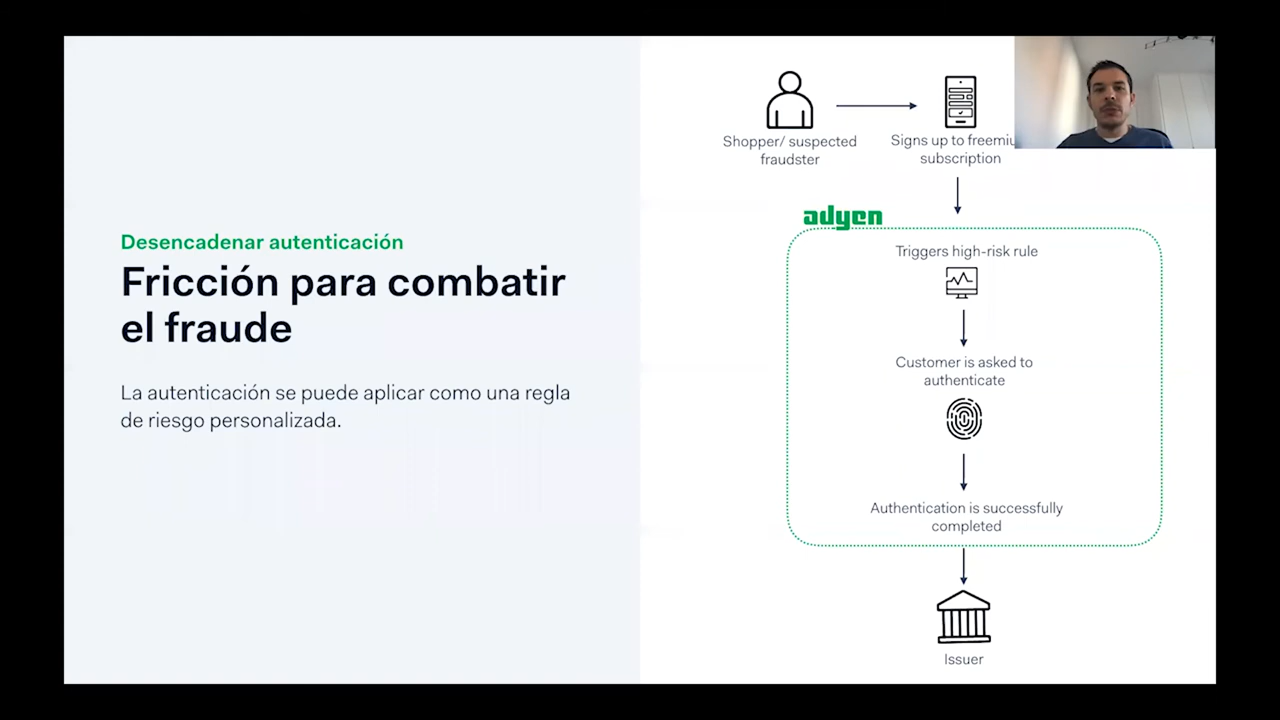 Desencadenar autenticación
Fricción para combatir
el fraude
La autenticación se puede aplicar como una regla
de riesgo personalizada.
Shopper/ suspected
fraudster
Signs up to
subscription
adyen
Triggers high-risk rule
Customer is asked to
authenticate
Authentication is successfully
completed
Issuer